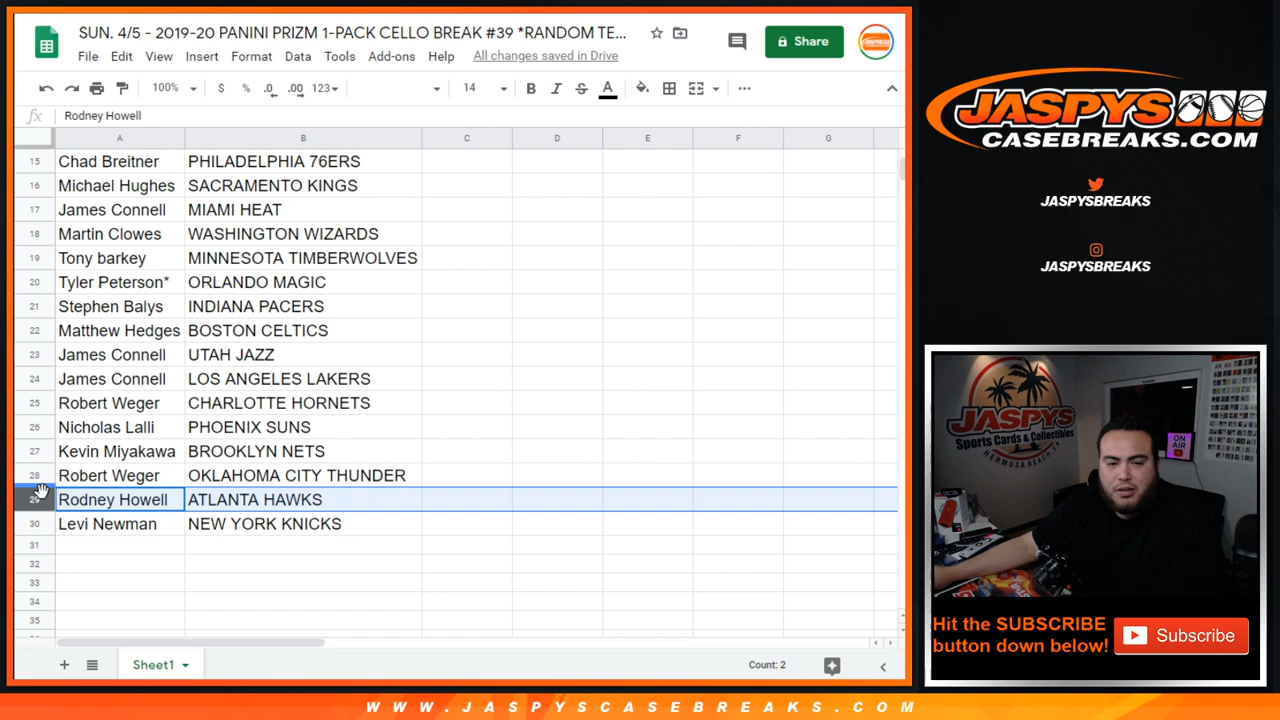 SUN. 4/5 - 2019-20 PANINI PRIZM 1-PACK CELLO BREAK #39 *RANDOM TE...
File Edit View Insert Format Data Tools Add-ons Help All changes saved in Drive
Share
100% $ % .0 .00 123 14 B I S A
fx Rodney Howell
A B C D E F G
15 Chad Breitner PHILADELPHIA 76ERS
16 Michael Hughes SACRAMENTO KINGS
17 James Connell MIAMI HEAT
18 Martin Clowes WASHINGTON WIZARDS
19 Tony barkey MINNESOTA TIMBERWOLVES
20 Tyler Peterson* ORLANDO MAGIC
21 Stephen Balys INDIANA PACERS
22 Matthew Hedges BOSTON CELTICS
23 James Connell UTAH JAZZ
24 James Connell LOS ANGELES LAKERS
25 Robert Weger CHARLOTTE HORNETS
26 Nicholas Lalli PHOENIX SUNS
27 Kevin Miyakawa BROOKLYN NETS
28 Robert Weger OKLAHOMA CITY THUNDER
29 Rodney Howell ATLANTA HAWKS
30 Levi Newman NEW YORK KNICKS
31
32
33
34
35
Sheet1
Count: 2
JASPYS
CASEBREAKS.COM
JASPYSBREAKS
JASPYSBREAKS
JASPYS
Sports Cards & Collectibles
HERMOSA BEACH, CA
ON AIR
Hit the SUBSCRIBE
button down below!
Subscribe
WWW.JASPYSCASEBREAKS.COM